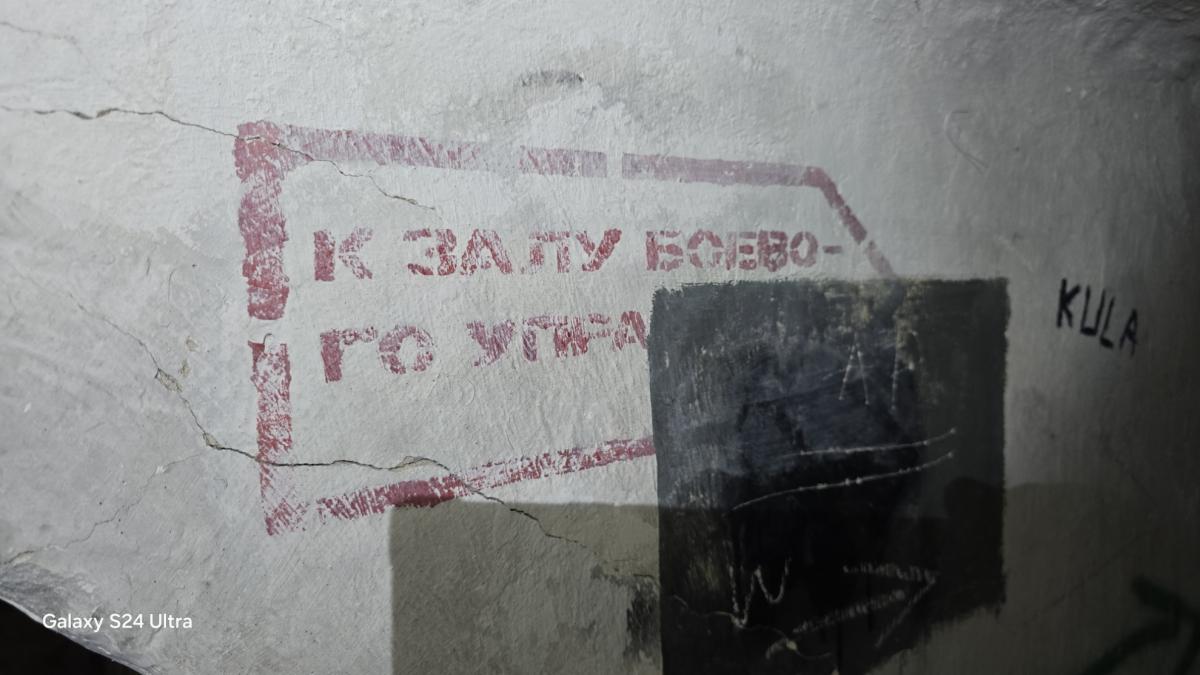 К ЗАЛУ БОЕВО-
ГО УПРА
KULA
Galaxy S24 Ultra